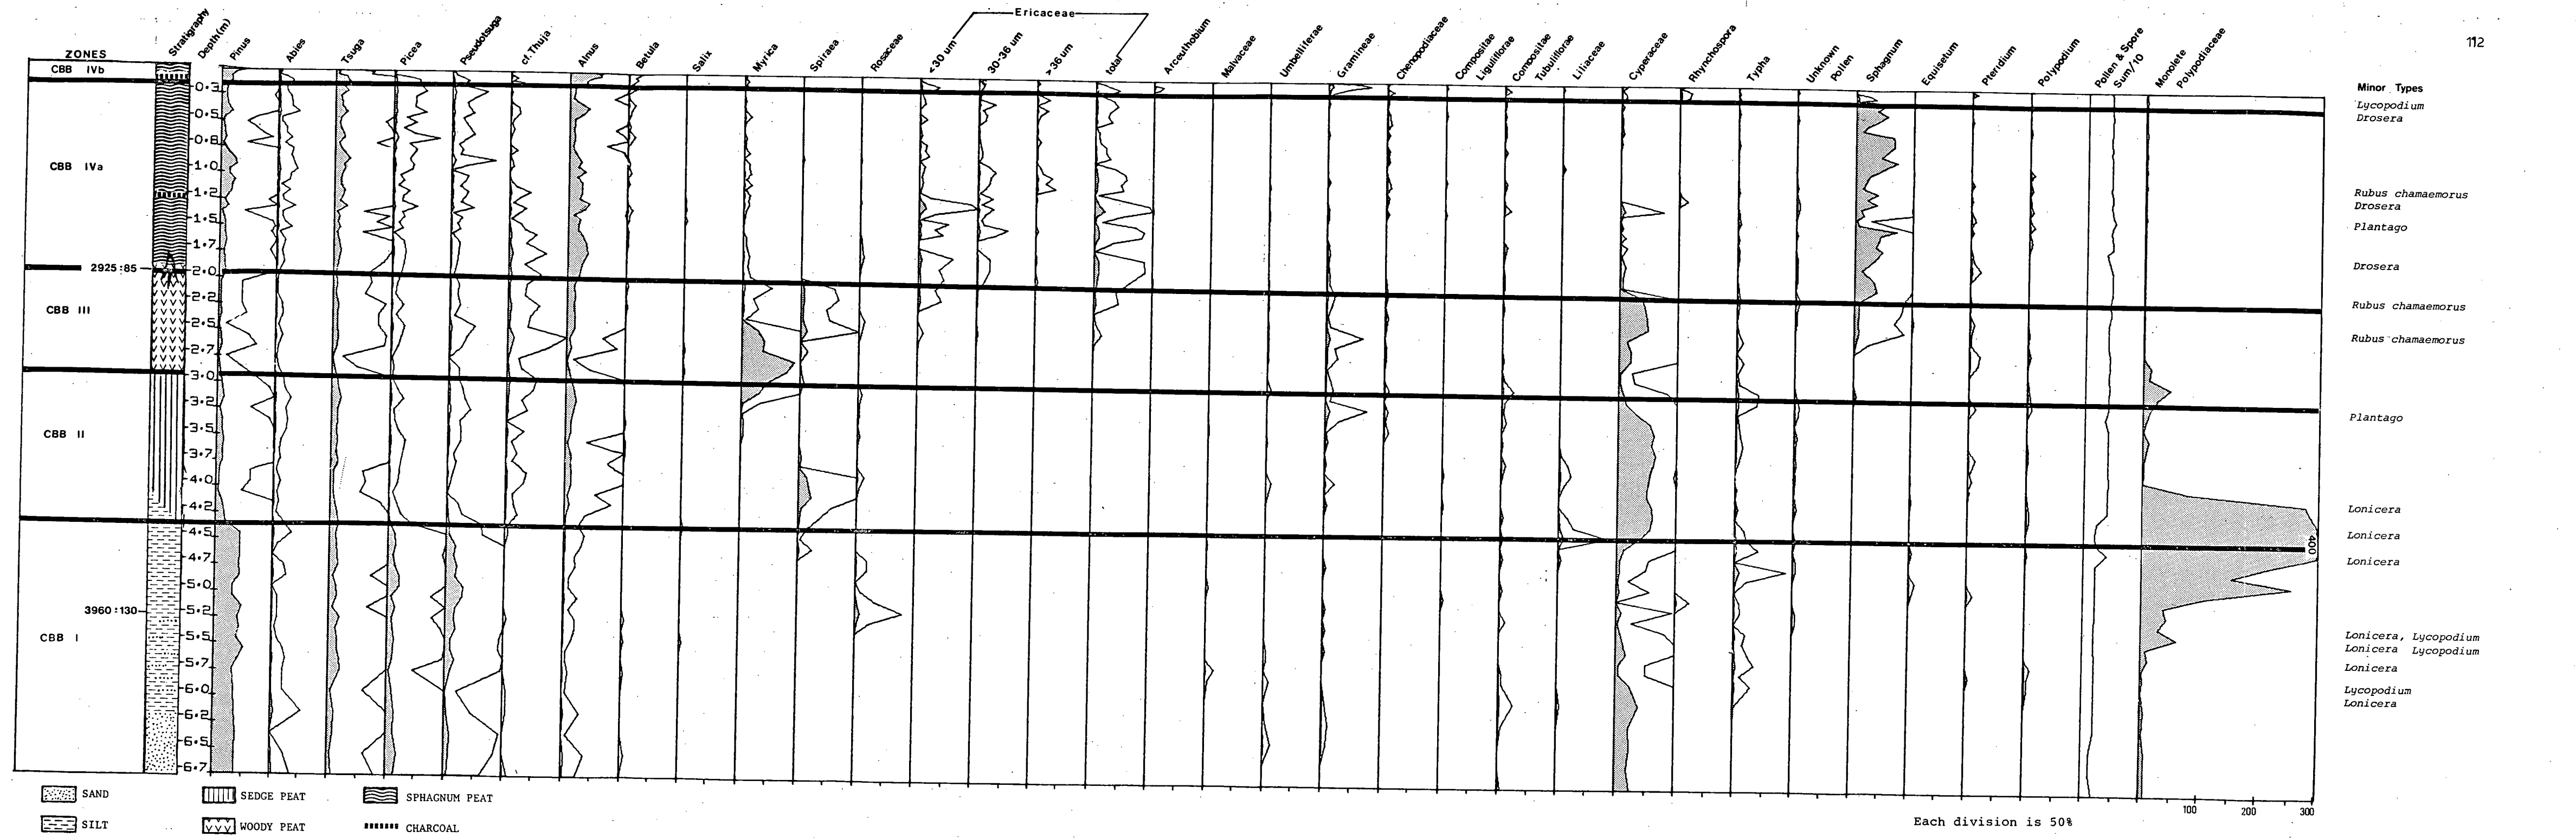 112
Ericaceae
ZONES
Stratigraphy
Depth(m)
Pinus
Abies
Tsuga
Picea
Pseudotsuga
cf. Thuja
Alnus
Betula
Salix
Myrica
Spiraea
Rosaceae
<30 um
30-36 um
>36um
total
Arceuthobium
Malvaceae
Umbelliferae
Gramineae
Chenopodiaceae
Compositae
Liguliflorae
Compositae
Tubuliflorae
Liliaceae
Cyperaceae
Rhynchospora
Typha
Unknown
Pollen
Sphagnum
Equisetum
Pteridium
Polypodium
Pollen & Spore
Sum/10
Monolete
Polypodiaceae
Minor Types
CBB IVb
CBB IVa
2925:85
CBB III
CBB II
3960:130
CBB I
0.3
0.5
0.8
1.0
1.2
1.5
1.7
2.0
2.2
2.5
2.7
3.0
3.2
3.5
3.7
4.0
4.2
4.5
4.7
5.0
5.2
5.5
5.7
6.0
6.2
6.5
6.7
Lycopodium
Drosera
Rubus chamaemorus
Drosera
Plantago
Drosera
Rubus chamaemorus
Rubus chamaemorus
Plantago
Lonicera
Lonicera
Lonicera
Lonicera, Lycopodium
Lonicera Lycopodium
Lonicera
Lycopodium
Lonicera
400
100 200 300
Each division is 50%
SAND
SEDGE PEAT
SPHAGNUM PEAT
SILT
WOODY PEAT
CHARCOAL